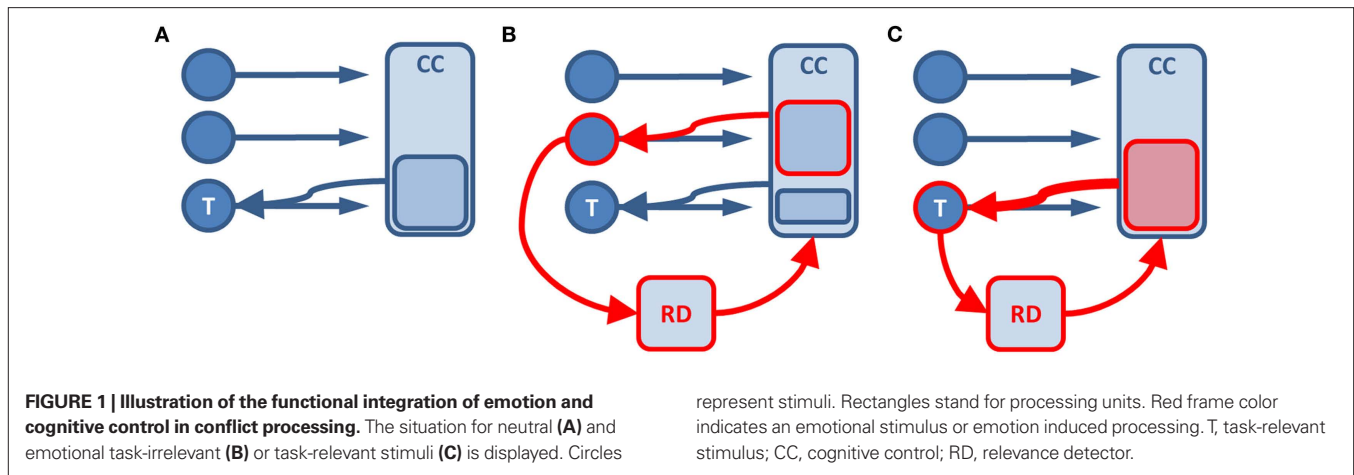 A
CC
T
B
CC
T
RD
C
CC
T
RD
FIGURE 1 | Illustration of the functional integration of emotion and
cognitive control in conflict processing. The situation for neutral (A) and
emotional task-irrelevant (B) or task-relevant stimuli (C) is displayed. Circles
represent stimuli. Rectangles stand for processing units. Red frame color
indicates an emotional stimulus or emotion induced processing. T, task-relevant
stimulus; CC, cognitive control; RD, relevance detector.